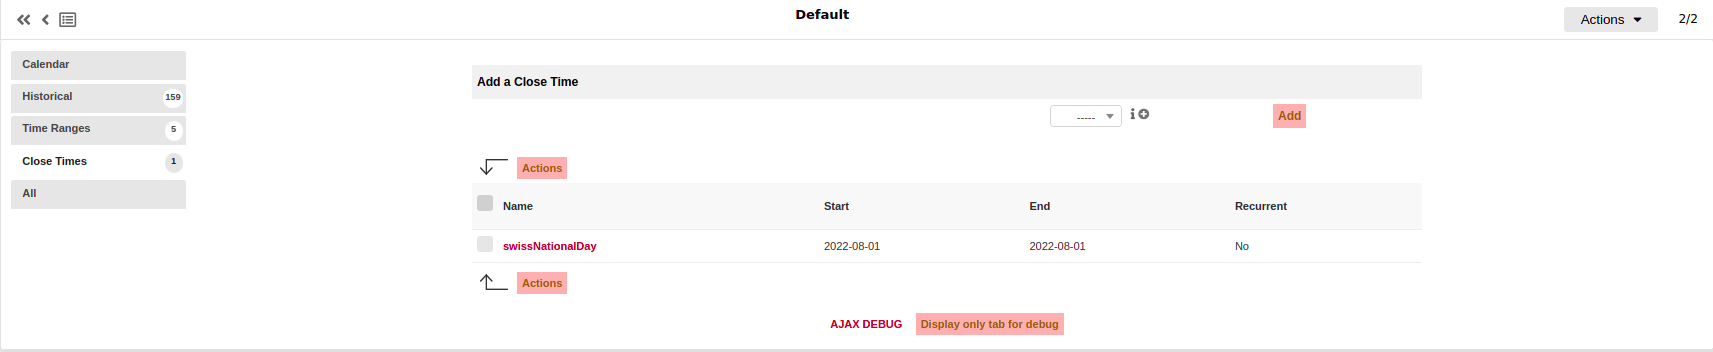 Default
Actions
2/2
Calendar
Historical 159
Time Ranges 5
Close Times 1
All
Add a Close Time
-----
Add
Actions
Name Start End Recurrent
swissNationalDay 2022-08-01 2022-08-01 No
Actions
AJAX DEBUG Display only tab for debug